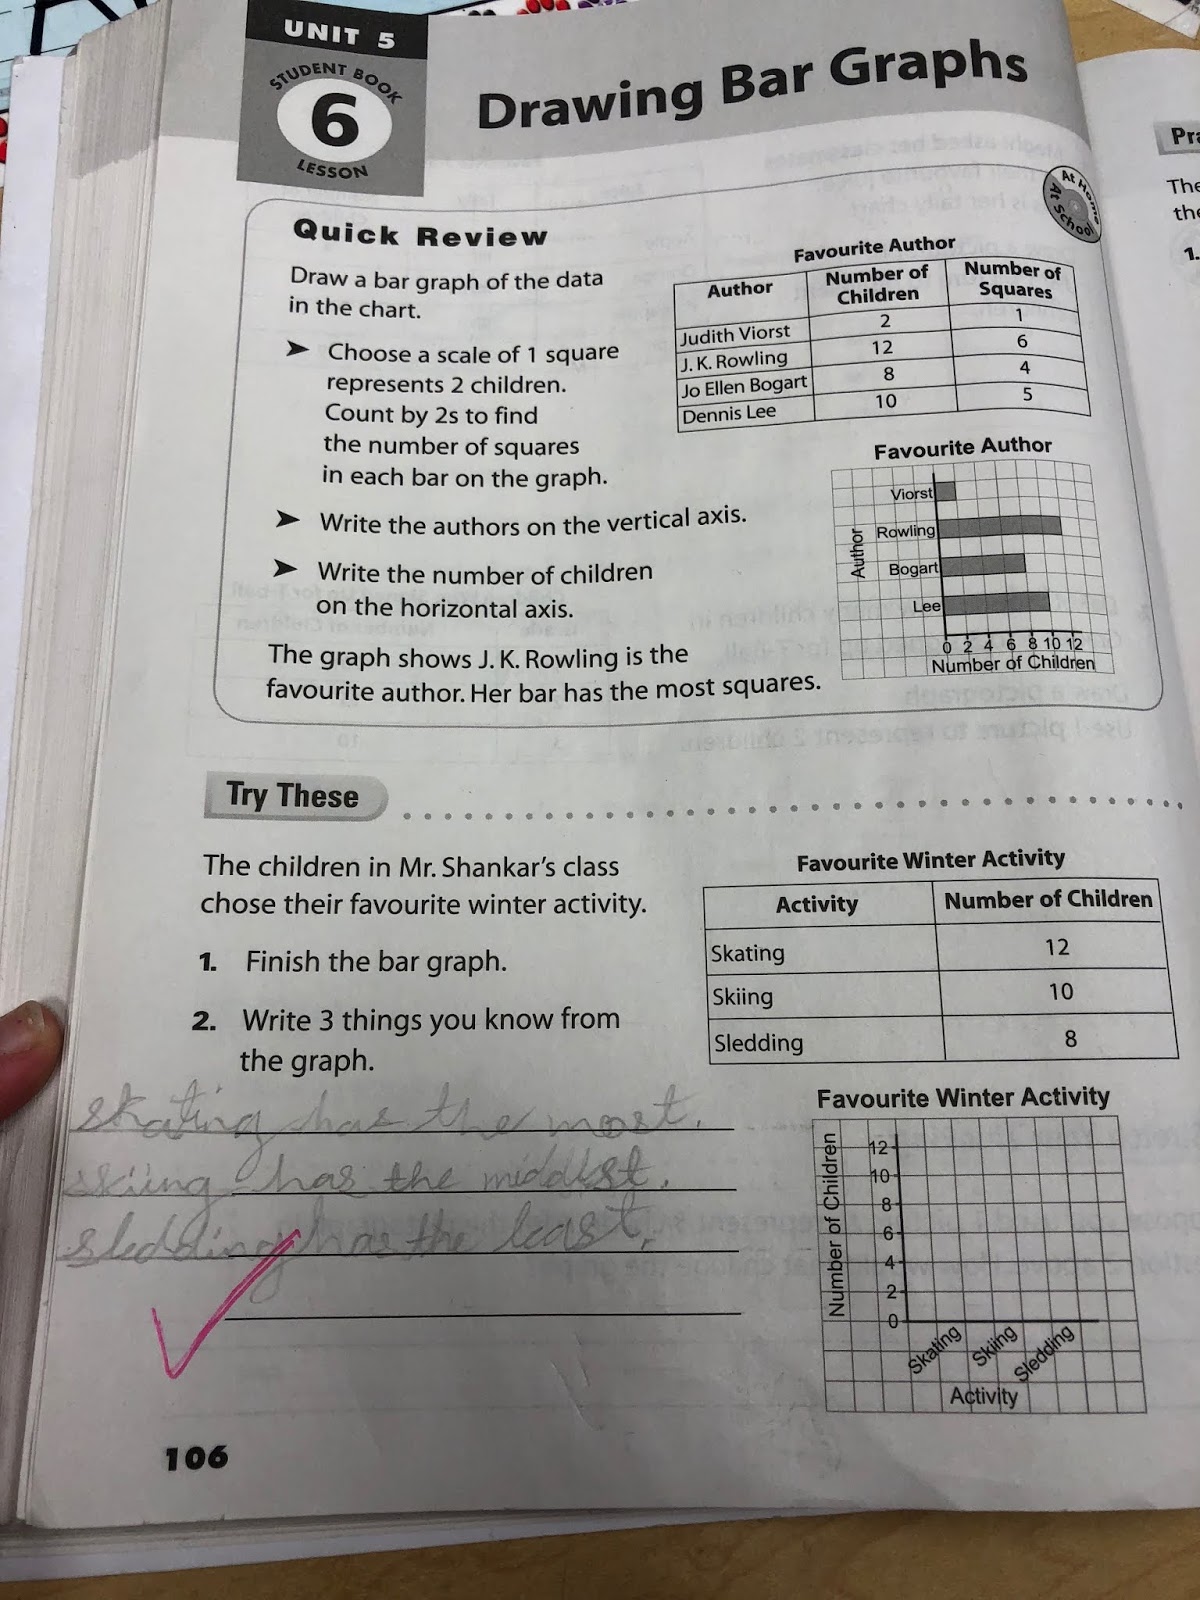 UNIT 5
STUDENT BOOK
6
LESSON
Drawing Bar Graphs
At Home
At School
Quick Review
Draw a bar graph of the data
in the chart.
➤ Choose a scale of 1 square
represents 2 children.
Count by 2s to find
the number of squares
in each bar on the graph.
➤ Write the authors on the vertical axis.
➤ Write the number of children
on the horizontal axis.
The graph shows J. K. Rowling is the
favourite author. Her bar has the most squares.
Favourite Author
Author Number of Children Number of Squares
Judith Viorst 2 1
J. K. Rowling 12 6
Jo Ellen Bogart 8 4
Dennis Lee 10 5
Favourite Author
Author
Viorst
Rowling
Bogart
Lee
0 2 4 6 8 10 12
Number of Children
Try These
The children in Mr. Shankar's class
chose their favourite winter activity.
1. Finish the bar graph.
2. Write 3 things you know from
the graph.
skating has the most.
skiing has the middlst.
sledding has the least.
Favourite Winter Activity
Activity Number of Children
Skating 12
Skiing 10
Sledding 8
Favourite Winter Activity
Number of Children
12
10
8
6
4
2
0
Skating Skiing Sledding
Activity
106
The
the
1.